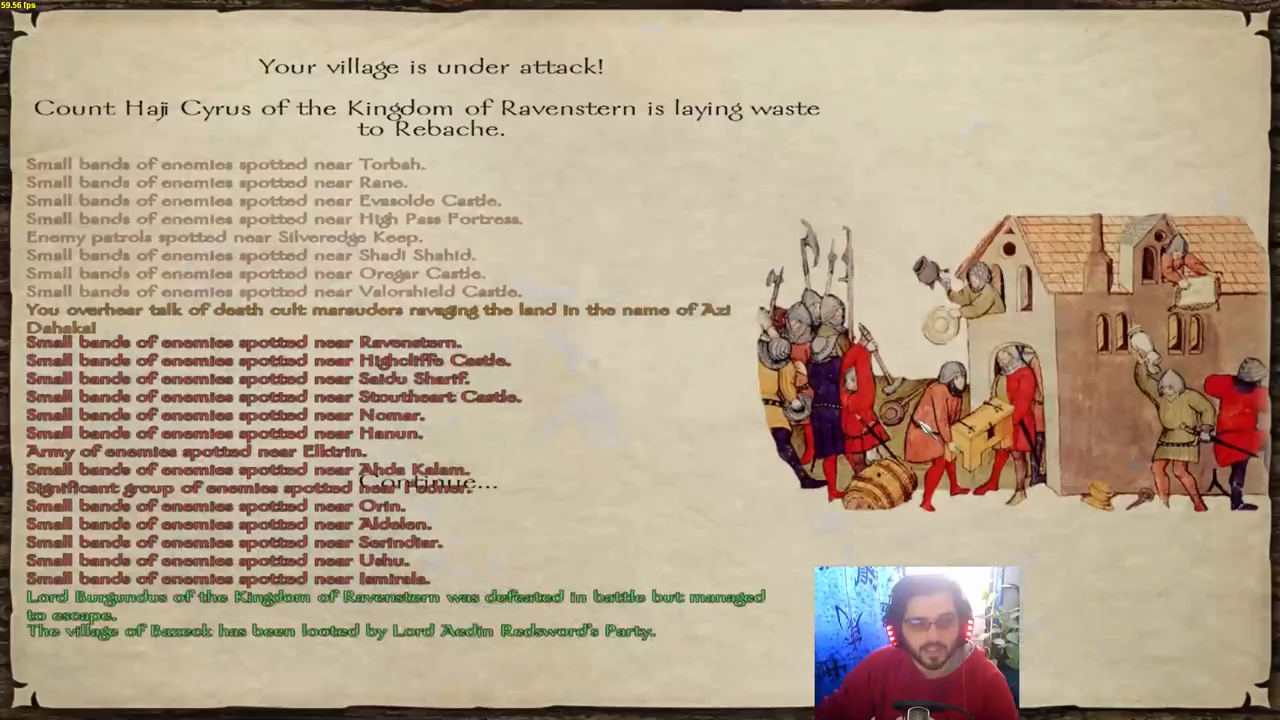 59.56 fps
Your village is under attack!
Count Haji Cyrus of the Kingdom of Ravenstern is laying waste
to Rebache.
Small bands of enemies spotted near Torbah.
Small bands of enemies spotted near Rane.
Small bands of enemies spotted near Evasolde Castle.
Small bands of enemies spotted near High Pass Fortress.
Enemy patrols spotted near Silveredge Keep.
Small bands of enemies spotted near Shadi Shahid.
Small bands of enemies spotted near Oregar Castle.
Small bands of enemies spotted near Valorshield Castle.
You overhear talk of death cult marauders ravaging the land in the name of Azi
Dahaka!
Small bands of enemies spotted near Ravenstern.
Small bands of enemies spotted near Highcliffe Castle.
Small bands of enemies spotted near Saidu Sharif.
Small bands of enemies spotted near Stoutheart Castle.
Small bands of enemies spotted near Nomar.
Small bands of enemies spotted near Hanun.
Army of enemies spotted near Elktrin.
Small bands of enemies spotted near Ahda Kalam.
Continue...
Significant group of enemies spotted near
Small bands of enemies spotted near Orin.
Small bands of enemies spotted near Aldelen.
Small bands of enemies spotted near Serindiar.
Small bands of enemies spotted near Ushu.
Small bands of enemies spotted near Ismirala.
Lord Burgundus of the Kingdom of Ravenstern was defeated in battle but managed
to escape.
The village of Bazeck has been looted by Lord Aedin Redsword's Party.